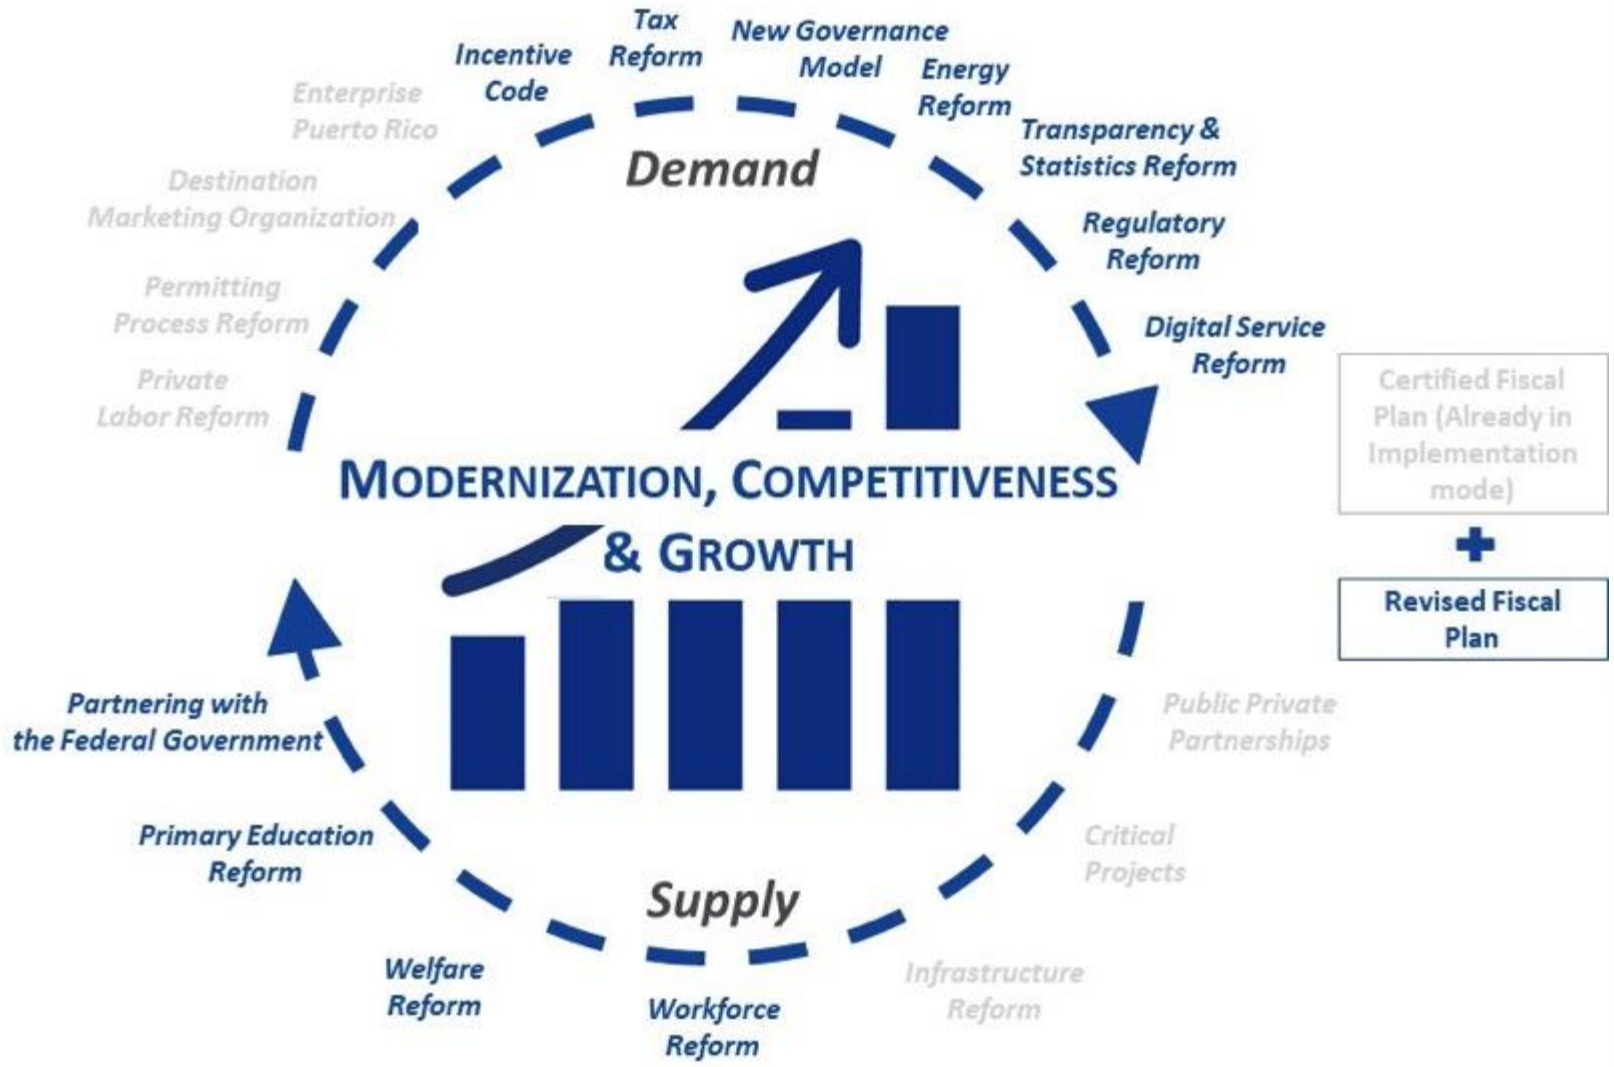 Tax
Reform
New Governance
Model
Incentive
Code
Energy
Reform
Enterprise
Puerto Rico
Transparency &
Statistics Reform
Demand
Destination
Marketing Organization
Regulatory
Reform
Permitting
Process Reform
Digital Service
Reform
Private
Labor Reform
Certified Fiscal
Plan (Already in
Implementation
mode)
MODERNIZATION, COMPETITIVENESS
& GROWTH
Revised Fiscal
Plan
Partnering with
the Federal Government
Public Private
Partnerships
Primary Education
Reform
Critical
Projects
Supply
Welfare
Reform
Workforce
Reform
Infrastructure
Reform